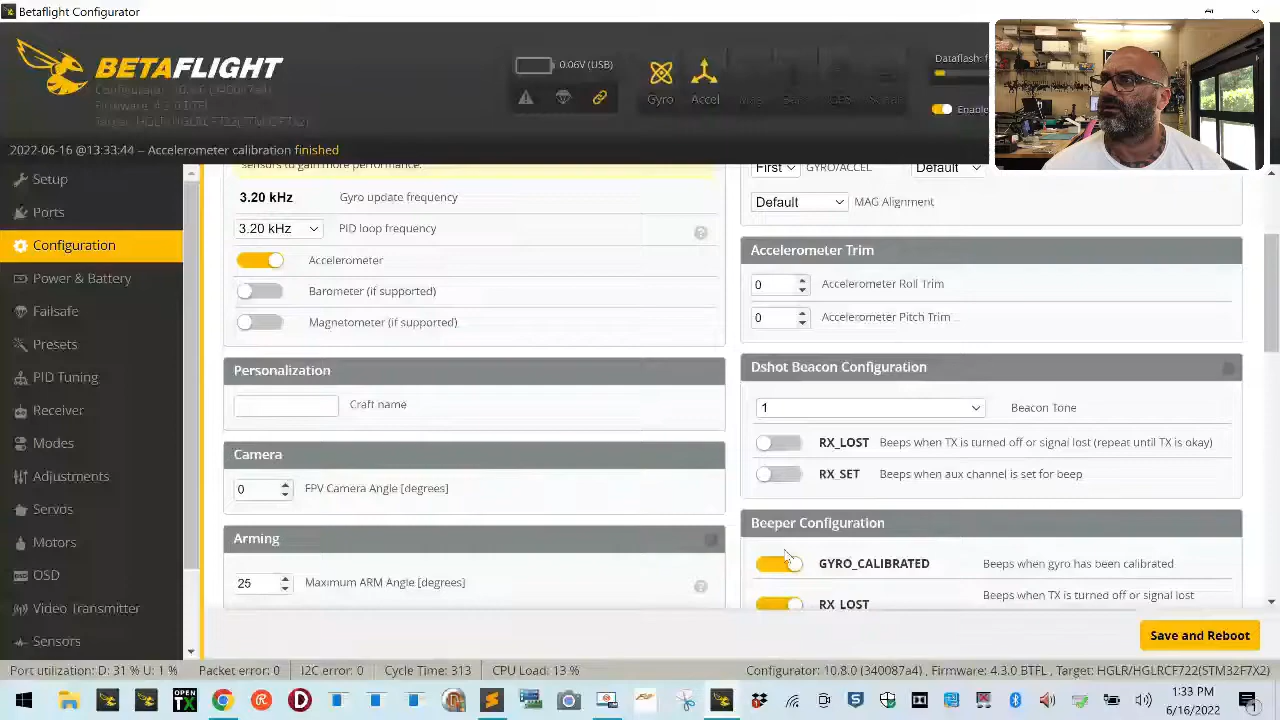 Betaflight Configurator
BETAFLIGHT
0.06V (USB)
Dataflash: f
Gyro
Accel
Enable
2022-06-16 @13:33:44 -- Accelerometer calibration finished
Setup
Ports
Configuration
Power & Battery
Failsafe
Presets
PID Tuning
Receiver
Modes
Adjustments
Servos
Motors
OSD
Video Transmitter
Sensors
sensors to gain more performance.
3.20 kHz Gyro update frequency
3.20 kHz PID loop frequency
Accelerometer
Barometer (if supported)
Magnetometer (if supported)
Personalization
Craft name
Camera
0 FPV Camera Angle [degrees]
Arming
25 Maximum ARM Angle [degrees]
First GYRO/ACCEL Default
Default MAG Alignment
Accelerometer Trim
0 Accelerometer Roll Trim
0 Accelerometer Pitch Trim
Dshot Beacon Configuration
1 Beacon Tone
RX_LOST Beeps when TX is turned off or signal lost (repeat until TX is okay)
RX_SET Beeps when aux channel is set for beep
Beeper Configuration
GYRO_CALIBRATED Beeps when gyro has been calibrated
RX_LOST Beeps when TX is turned off or signal lost
Save and Reboot
Port utilization: D: 31 % U: 1 % Packet error: 0 I2C error: 0 Cycle Time: 313 CPU Load: 13 % Configurator: 10.8.0 (340087a4), Firmware: 4.3.0 BTFL, Target: HGLR/HGLRCF722(STM32F7X2)
OPEN
TX
1:33 PM
6/16/2022